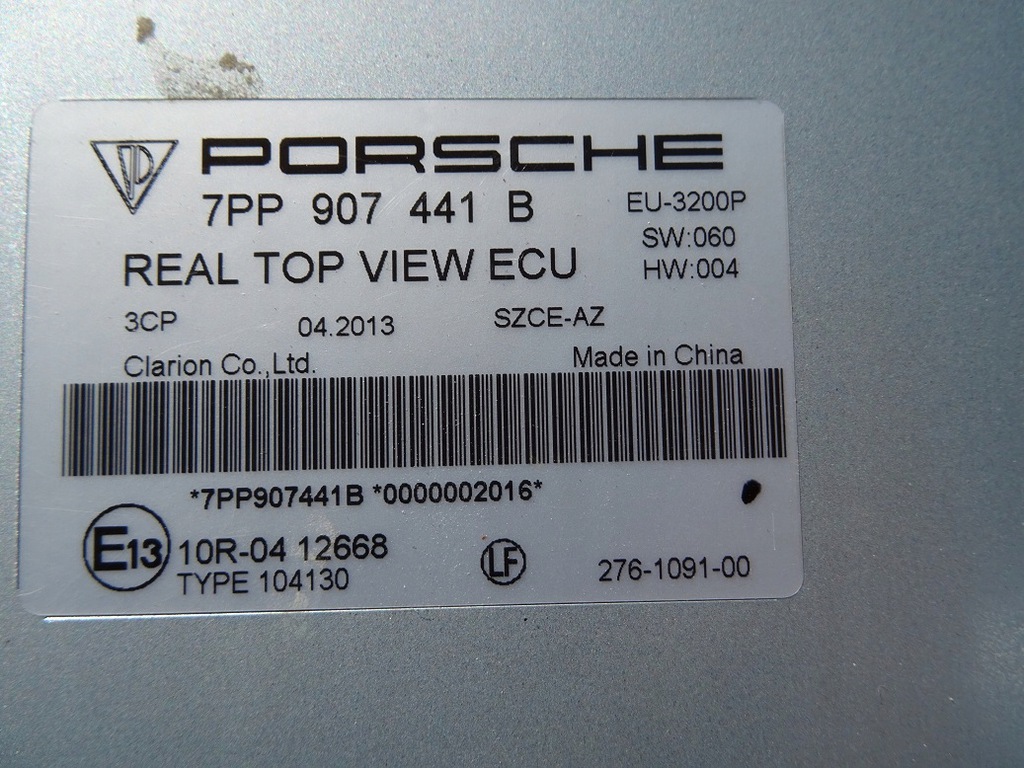 PORSCHE
7PP 907 441 B
EU-3200P
SW:060
REAL TOP VIEW ECU
HW:004
3CP 04.2013 SZCE-AZ
Clarion Co.,Ltd. Made in China
*7PP907441B *0000002016*
E13 10R-04 12668
TYPE 104130
LF
276-1091-00